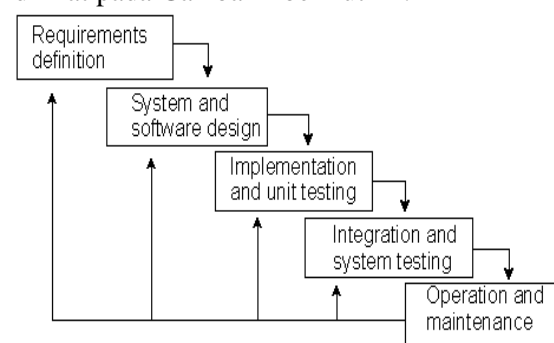 Requirements
definition
System and
software design
Implementation
and unit testing
Integration and
system testing
Operation and
maintenance